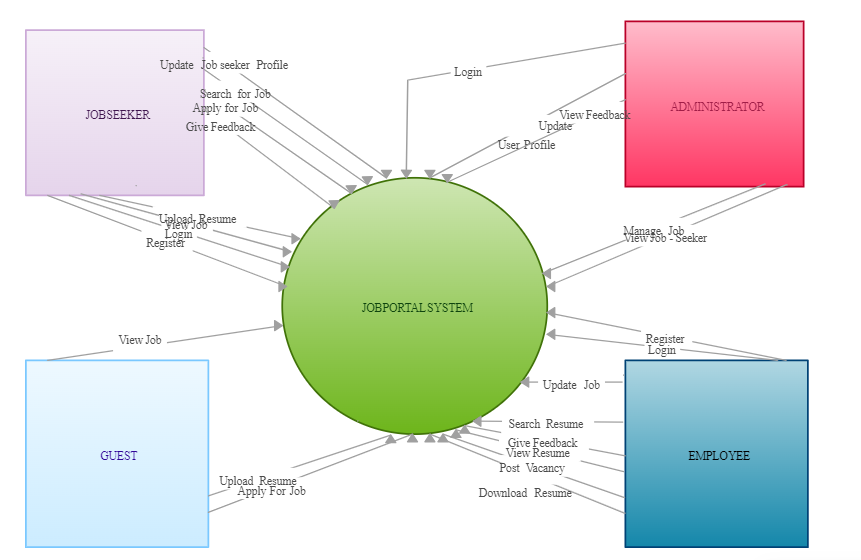 Update Job seeker Profile
Search for Job
Apply for Job
Give Feedback
JOBSEEKER
Upload Resume
View Job
Login
Register
Login
View Feedback
Update
User Profile
ADMINISTRATOR
Manage Job
View Job - Seeker
JOBPORTALSYSTEM
View Job
GUEST
Upload Resume
Apply For Job
Register
Login
Update Job
Search Resume
Give Feedback
View Resume
Post Vacancy
Download Resume
EMPLOYEE